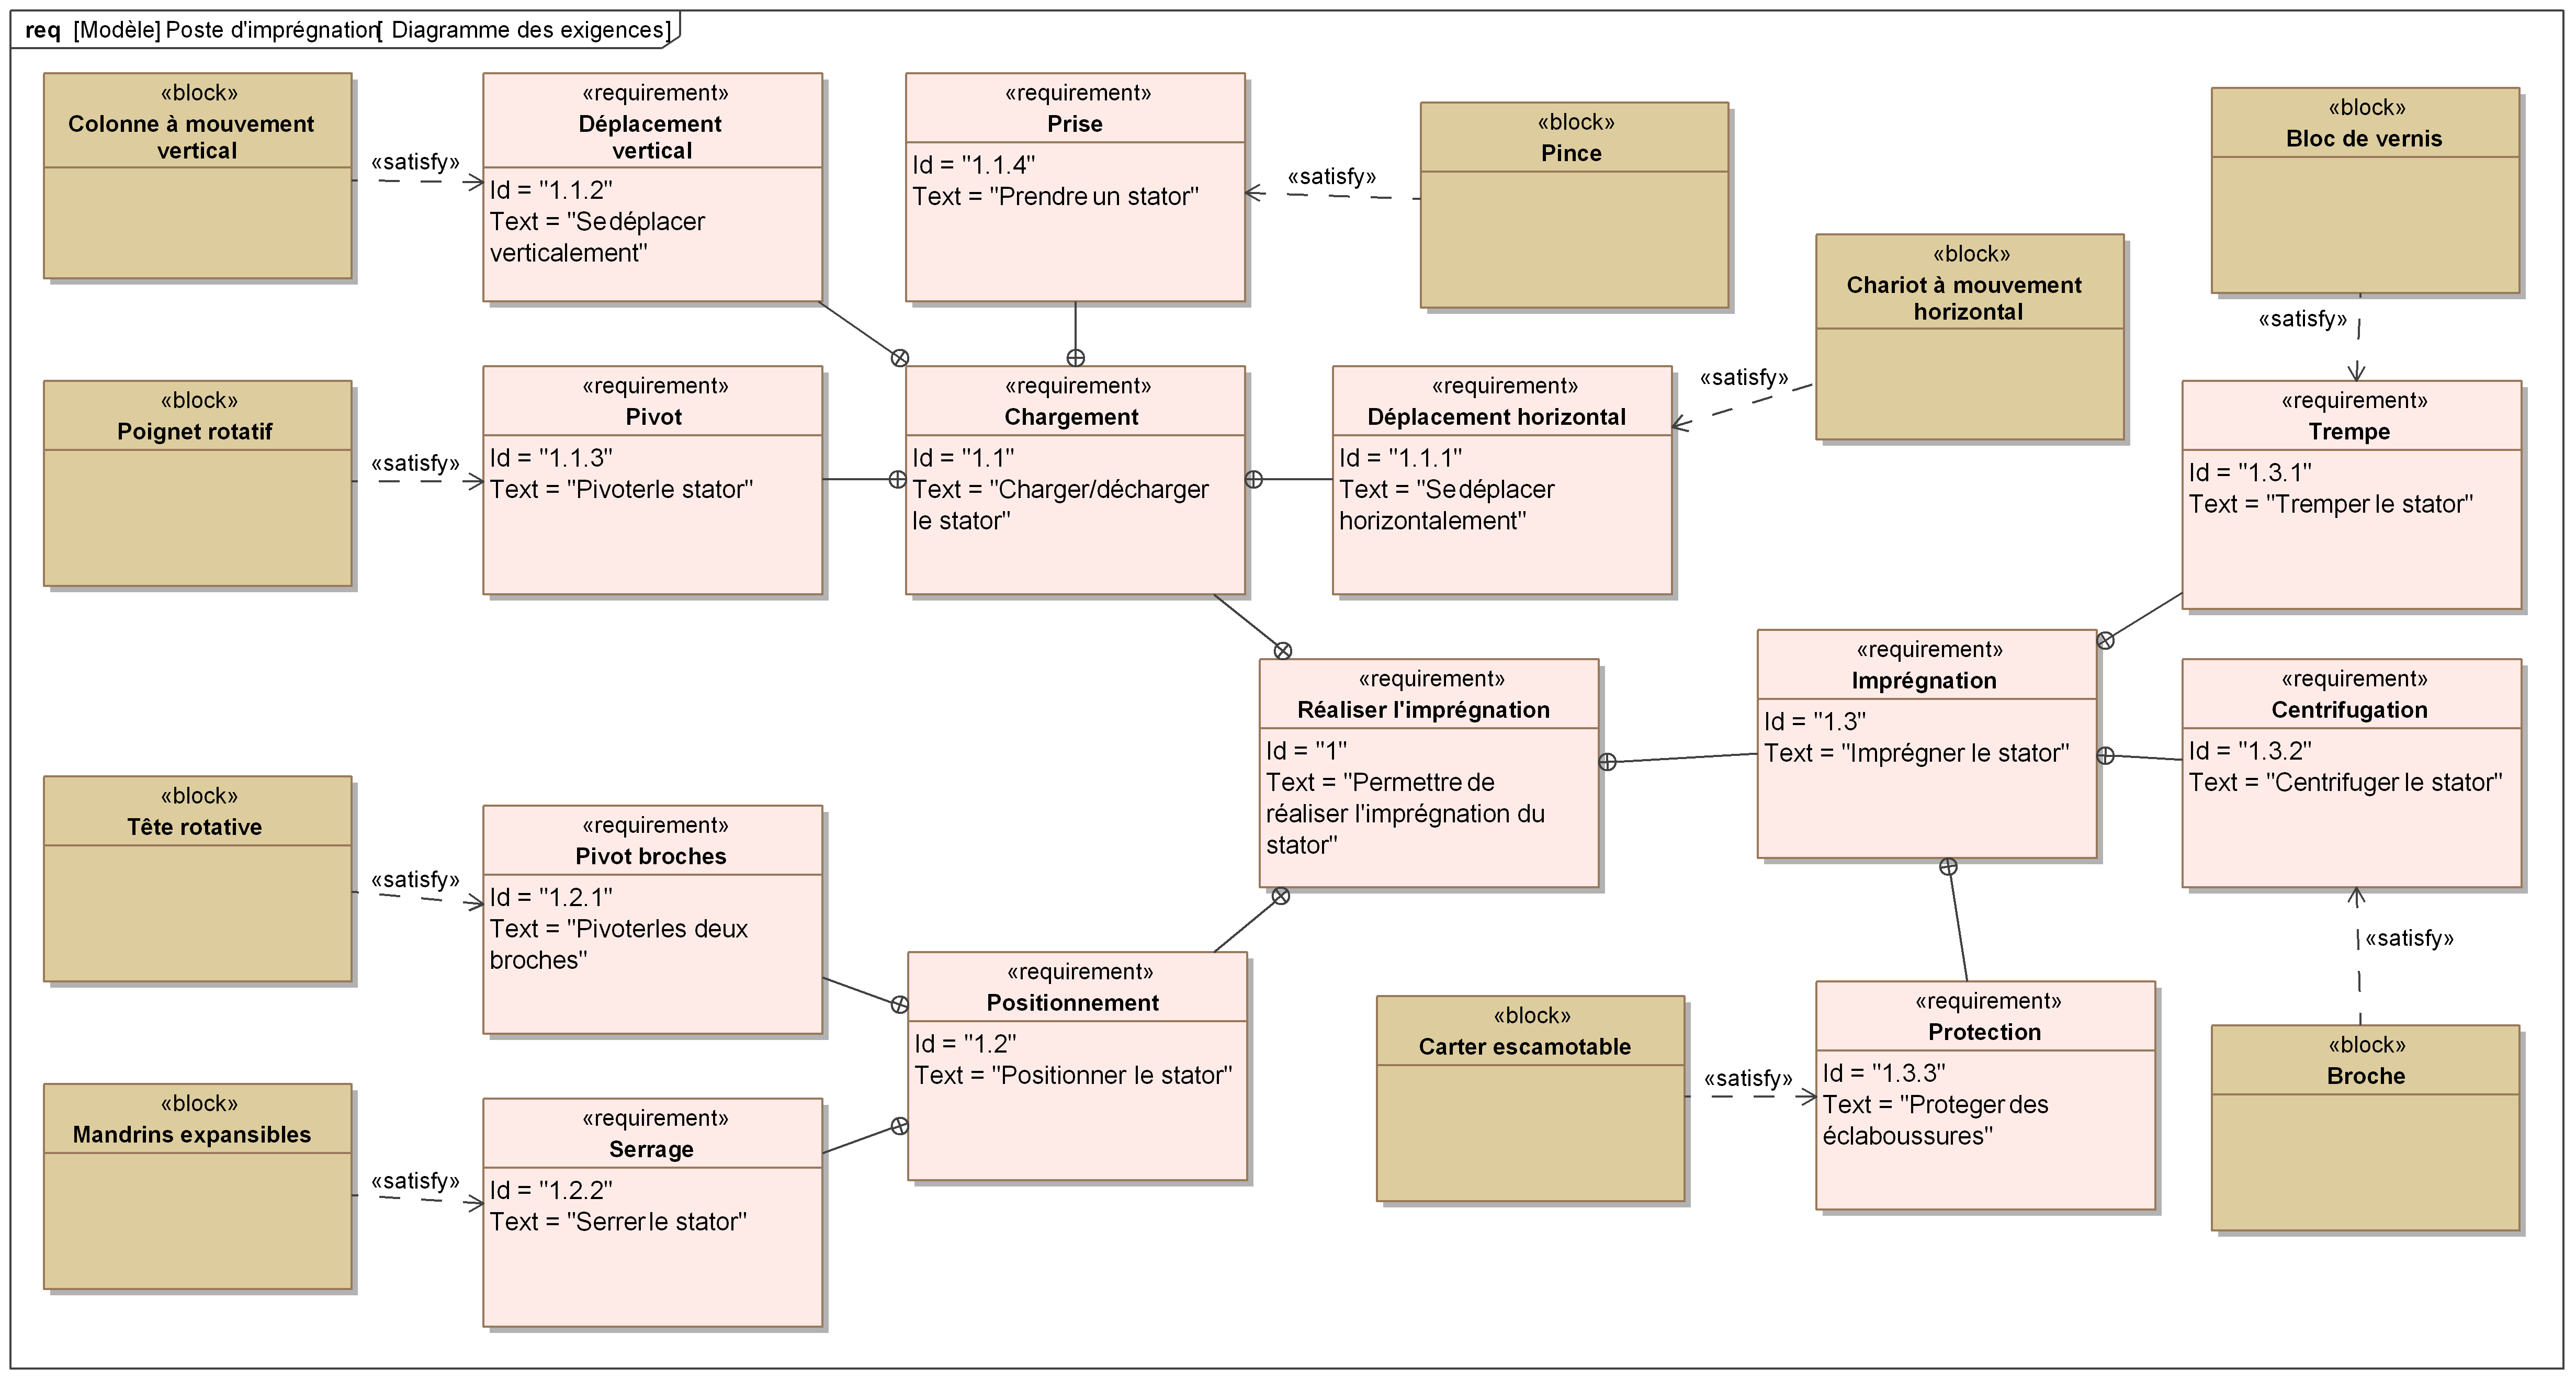 req [Modèle] Poste d'imprégnation[ Diagramme des exigences]
«block»
Colonne à mouvement
vertical
«satisfy»
«requirement»
Déplacement
vertical
Id = "1.1.2"
Text = "Se déplacer
verticalement"
«requirement»
Prise
Id = "1.1.4"
Text = "Prendre un stator"
«satisfy»
«block»
Pince
«block»
Chariot à mouvement
horizontal
«satisfy»
«block»
Bloc de vernis
«satisfy»
«block»
Poignet rotatif
«satisfy»
«requirement»
Pivot
Id = "1.1.3"
Text = "Pivoter le stator"
«requirement»
Chargement
Id = "1.1"
Text = "Charger/décharger
le stator"
«requirement»
Déplacement horizontal
Id = "1.1.1"
Text = "Se déplacer
horizontalement"
«requirement»
Trempe
Id = "1.3.1"
Text = "Tremper le stator"
«requirement»
Réaliser l'imprégnation
Id = "1"
Text = "Permettre de
réaliser l'imprégnation du
stator"
«requirement»
Imprégnation
Id = "1.3"
Text = "Imprégner le stator"
«requirement»
Centrifugation
Id = "1.3.2"
Text = "Centrifuger le stator"
«block»
Tête rotative
«satisfy»
«requirement»
Pivot broches
Id = "1.2.1"
Text = "Pivoter les deux
broches"
«requirement»
Positionnement
Id = "1.2"
Text = "Positionner le stator"
«block»
Carter escamotable
«satisfy»
«requirement»
Protection
Id = "1.3.3"
Text = "Proteger des
éclaboussures"
«satisfy»
«block»
Broche
«block»
Mandrins expansibles
«satisfy»
«requirement»
Serrage
Id = "1.2.2"
Text = "Serrer le stator"